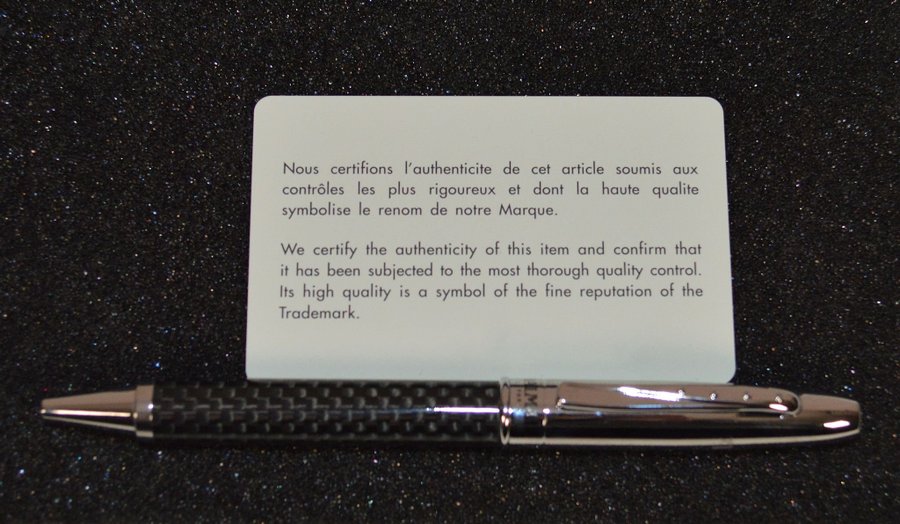 Nous certifions l'authenticite de cet article soumis aux
contrôles les plus rigoureux et dont la haute qualite
symbolise le renom de notre Marque.
We certify the authenticity of this item and confirm that
it has been subjected to the most thorough quality control.
Its high quality is a symbol of the fine reputation of the
Trademark.